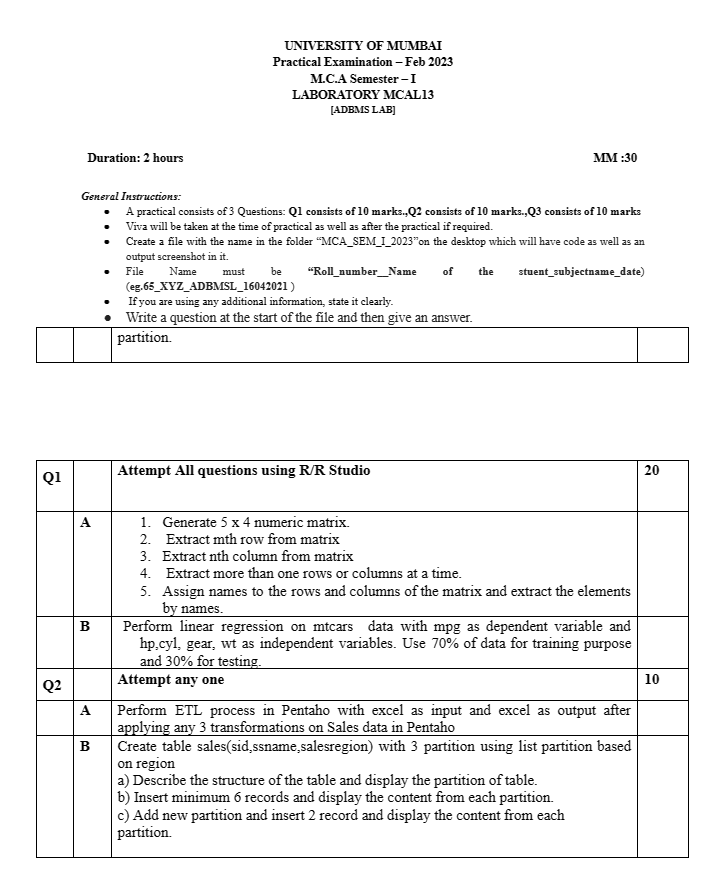 UNIVERSITY OF MUMBAI
Practical Examination – Feb 2023
M.C.A Semester – I
LABORATORY MCAL13
[ADBMS LAB]
Duration: 2 hours MM :30
General Instructions:
• A practical consists of 3 Questions: Q1 consists of 10 marks.,Q2 consists of 10 marks.,Q3 consists of 10 marks
• Viva will be taken at the time of practical as well as after the practical if required.
• Create a file with the name in the folder “MCA_SEM_I_2023”on the desktop which will have code as well as an
output screenshot in it.
• File Name must be “Roll_number__Name of the stuent_subjectname_date)
(eg.65_XYZ_ADBMSL_16042021 )
• If you are using any additional information, state it clearly.
• Write a question at the start of the file and then give an answer.
partition.
Q1 Attempt All questions using R/R Studio 20
A 1. Generate 5 x 4 numeric matrix.
2. Extract mth row from matrix
3. Extract nth column from matrix
4. Extract more than one rows or columns at a time.
5. Assign names to the rows and columns of the matrix and extract the elements
by names.
B Perform linear regression on mtcars data with mpg as dependent variable and
hp,cyl, gear, wt as independent variables. Use 70% of data for training purpose
and 30% for testing.
Q2 Attempt any one 10
A Perform ETL process in Pentaho with excel as input and excel as output after
applying any 3 transformations on Sales data in Pentaho
B Create table sales(sid,ssname,salesregion) with 3 partition using list partition based
on region
a) Describe the structure of the table and display the partition of table.
b) Insert minimum 6 records and display the content from each partition.
c) Add new partition and insert 2 record and display the content from each
partition.